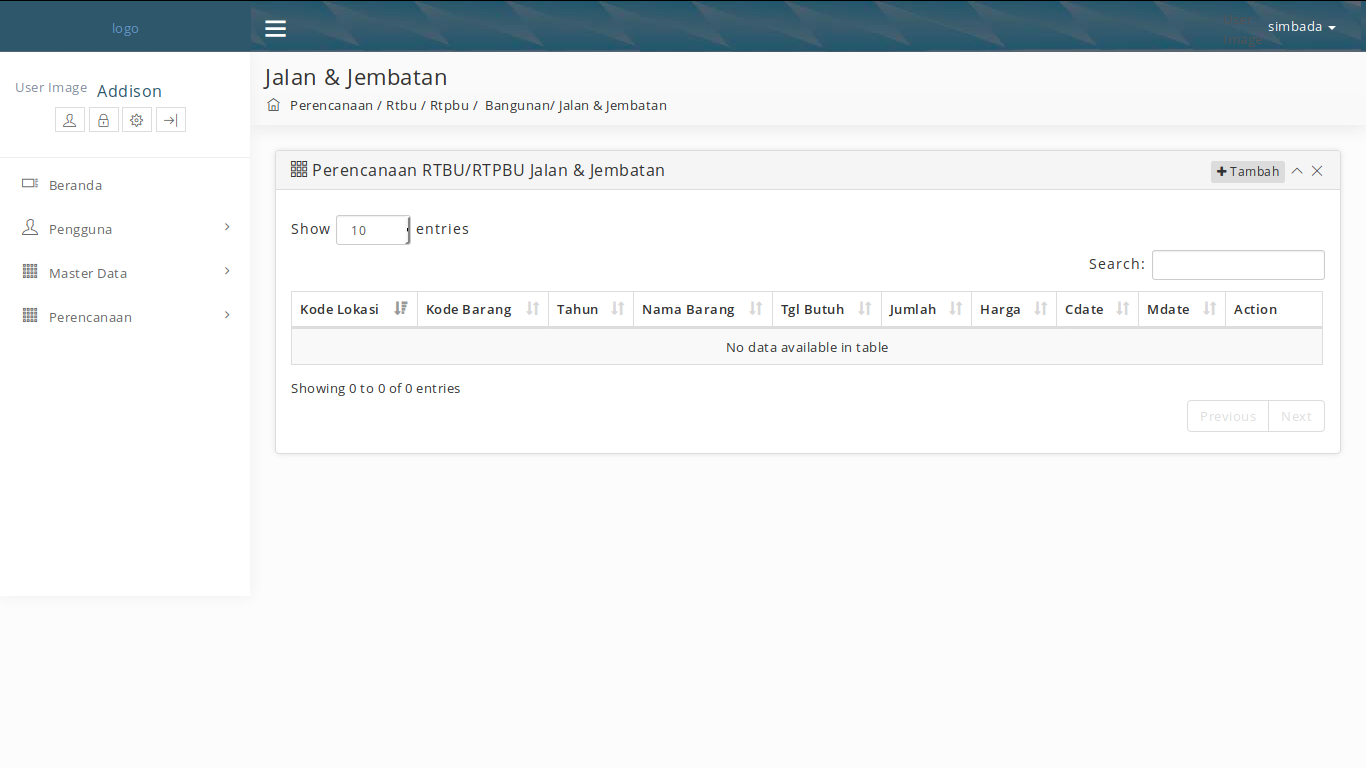 logo
simbada
User Image Addison
Beranda
Pengguna
Master Data
Perencanaan
Jalan & Jembatan
Perencanaan / Rtbu / Rtpbu / Bangunan/ Jalan & Jembatan
Perencanaan RTBU/RTPBU Jalan & Jembatan
Tambah
Show 10 entries
Search:
Kode Lokasi Kode Barang Tahun Nama Barang Tgl Butuh Jumlah Harga Cdate Mdate Action
No data available in table
Showing 0 to 0 of 0 entries
Previous Next